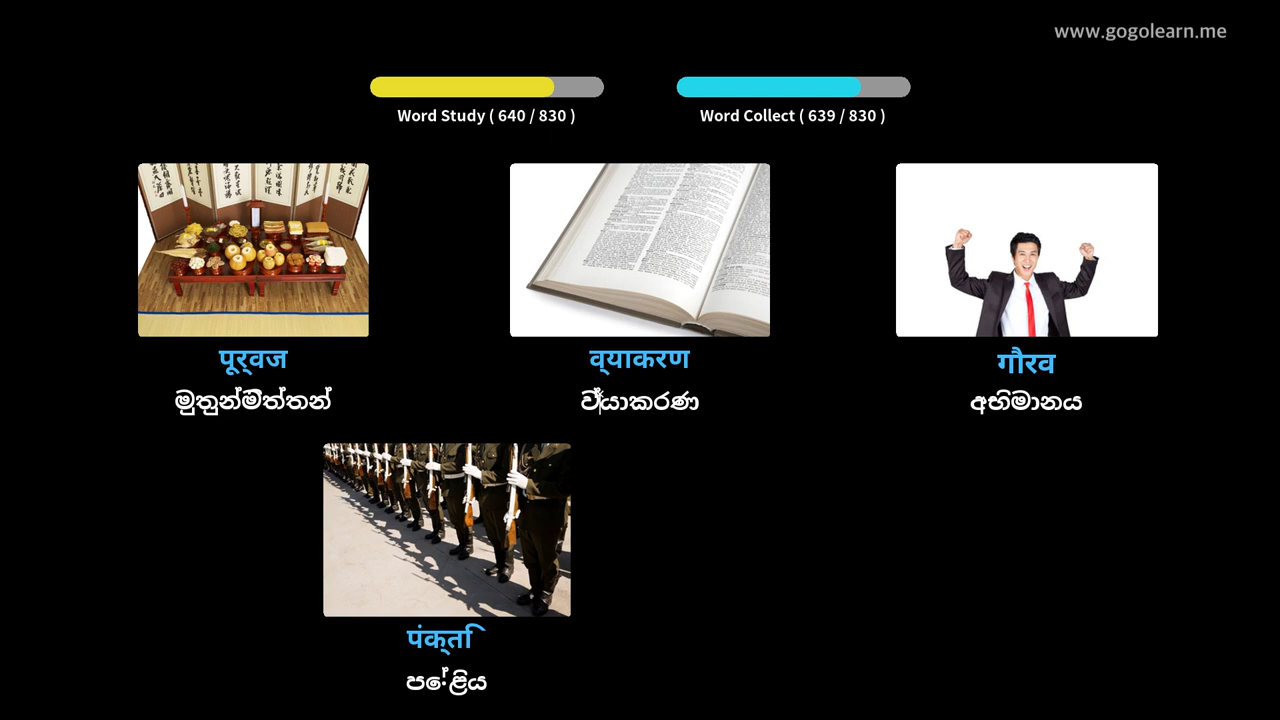 www.gogolearn.me
Word Study ( 640 / 830 )
Word Collect ( 639 / 830 )
पूर्वज
व्याकरण
गौरव
මුතුන්මිත්තන්
ව්යාකරණ
අභිමානය
पंक्ति
පේළිය